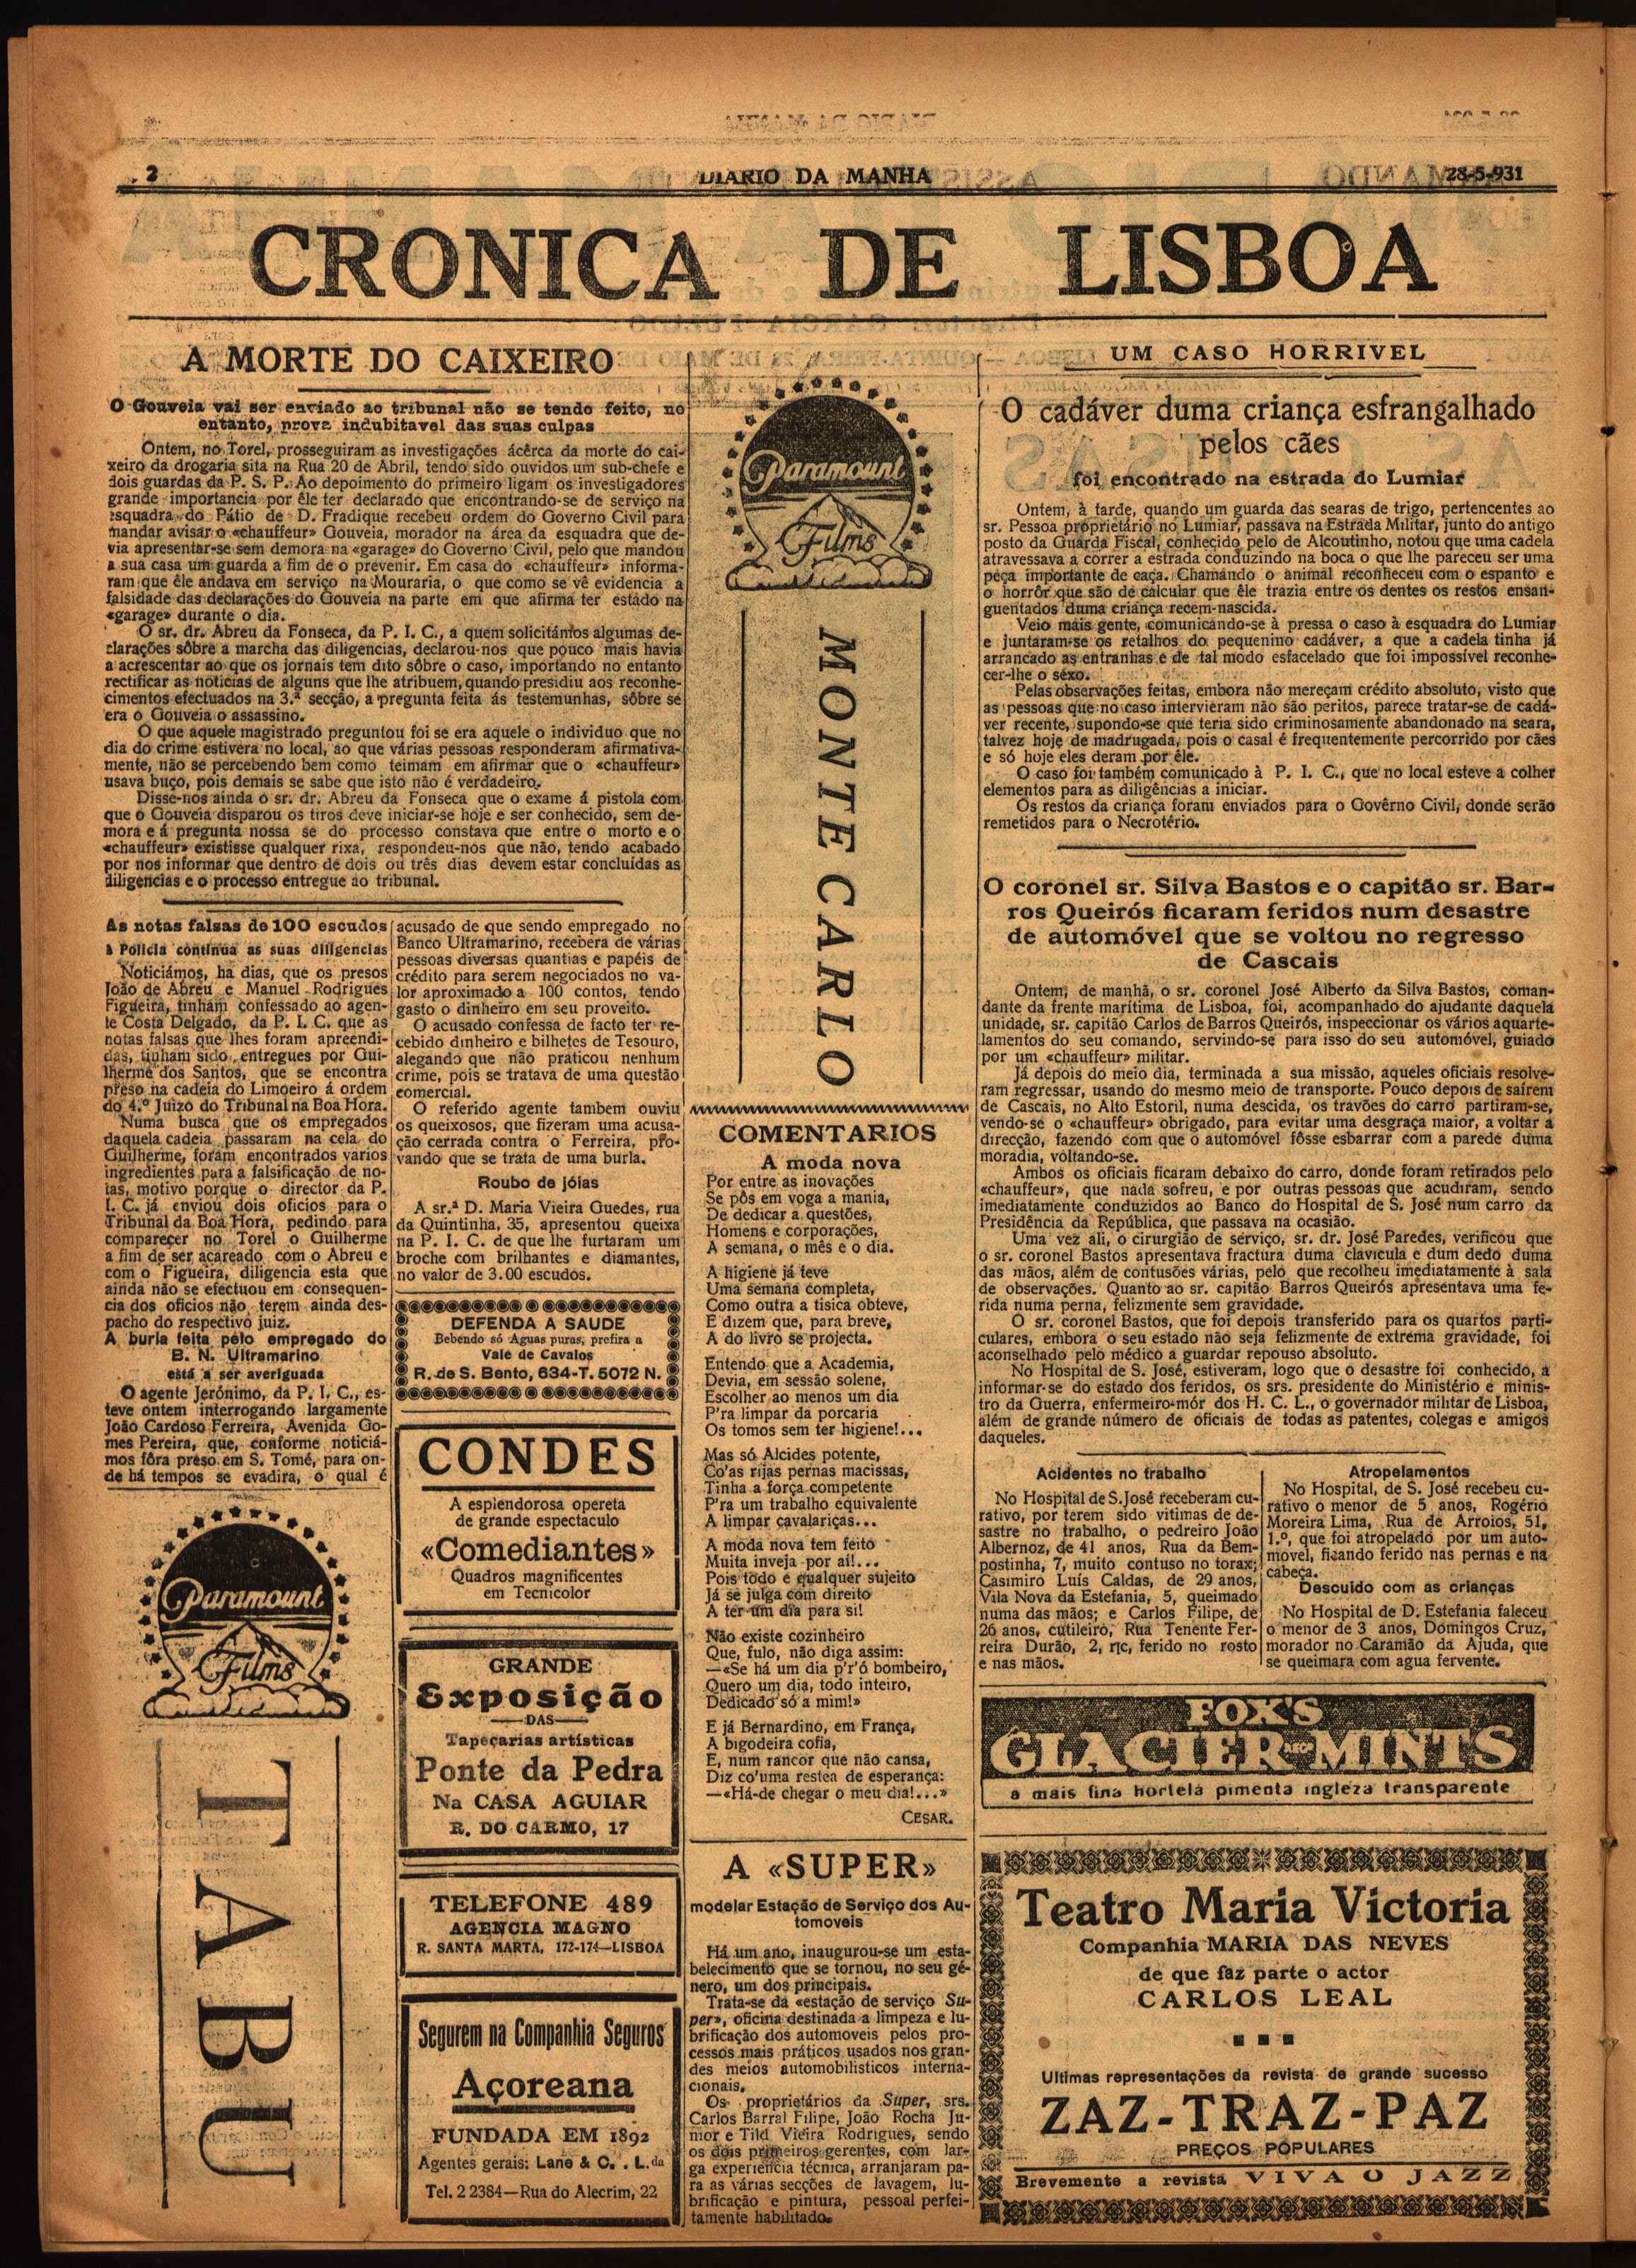 2
DIARIO DA MANHA
28-5-931
CRONICA DE LISBOA
A MORTE DO CAIXEIRO
O Gouveia vai ser enviado ao tribunal não se tendo feito, no
entanto, prova indubitavel das suas culpas
Ontem, no Torel, prosseguiram as investigações ácêrca da morte do cai-
xeiro da drogaria sita na Rua 20 de Abril, tendo sido ouvidos um sub-chefe e
dois guardas da P. S. P. Ao depoimento do primeiro ligam os investigadores
grande importancia por êle ter declarado que encontrando-se de serviço na
esquadra do Pátio de D. Fradique recebeu ordem do Governo Civil para
mandar avisar o «chauffeur» Gouveia, morador na área da esquadra que de-
via apresentar-se sem demora na «garage» do Governo Civil, pelo que mandou
a sua casa um guarda a fim de o prevenir. Em casa do «chauffeur» informa-
ram que êle andava em serviço na Mouraria, o que como se vê evidencia a
falsidade das declarações do Gouveia na parte em que afirma ter estado na
«garage» durante o dia.
O sr. dr. Abreu da Fonseca, da P. I. C., a quem solicitámos algumas de-
clarações sôbre a marcha das diligencias, declarou-nos que pouco mais havia
a acrescentar ao que os jornais tem dito sôbre o caso, importando no entanto
rectificar as noticias de alguns que lhe atribuem, quando presidiu aos reconhe-
cimentos efectuados na 3.ª secção, a pregunta feita ás testemunhas, sôbre se
era o Gouveia o assassino.
O que aquele magistrado preguntou foi se era aquele o individuo que no
dia do crime estivera no local, ao que várias pessoas responderam afirmativa-
mente, não se percebendo bem como teimam em afirmar que o «chauffeur»
usava buço, pois demais se sabe que isto não é verdadeiro.
Disse-nos ainda o sr. dr. Abreu da Fonseca que o exame á pistola com
que o Gouveia disparou os tiros deve iniciar-se hoje e ser conhecido, sem de-
mora e á pregunta nossa se do processo constava que entre o morto e o
«chauffeur» existisse qualquer rixa, respondeu-nos que não, tendo acabado
por nos informar que dentro de dois ou três dias devem estar concluídas as
diligencias e o processo entregue ao tribunal.
As notas falsas de 100 escudos
a Policia continua as suas diligencias
Noticiámos, há dias, que os presos
João de Abreu e Manuel Rodrigues
Figueira, tinham confessado ao agen-
te Costa Delgado, da P. I. C. que as
notas falsas que lhes foram apreendi-
das, tinham sido entregues por Gui-
lherme dos Santos, que se encontra
preso na cadeia do Limoeiro á ordem
do 4.º Juizo do Tribunal na Boa Hora.
Numa busca que os empregados
daquela cadeia passaram na cela do
Guilherme, foram encontrados varios
ingredientes para a falsificação de no-
tas, motivo porque o director da P.
I. C. já enviou dois oficios para o
Tribunal da Boa Hora, pedindo para
comparecer no Torel o Guilherme
a fim de ser açareado com o Abreu e
com o Figueira, diligencia esta que
ainda não se efectuou em consequen-
cia dos oficios não terem ainda des-
pacho do respectivo juiz.
A burla feita pelo empregado do
B. N. Ultramarino
está a ser averiguada
O agente Jerónimo, da P. I. C., es-
teve ontem interrogando largamente
João Cardoso Ferreira, Avenida Go-
mes Pereira, que, conforme noticiá-
mos fôra preso em S. Tomé, para on-
de há tempos se evadira, o qual é
Paramount
Films
TABU
acusado de que sendo empregado no
Banco Ultramarino, recebera de várias
pessoas diversas quantias e papéis de
crédito para serem negociados no va-
lor aproximado a 100 contos, tendo
gasto o dinheiro em seu proveito.
O acusado confessa de facto ter re-
cebido dinheiro e bilhetes de Tesouro,
alegando que não praticou nenhum
crime, pois se tratava de uma questão
comercial.
O referido agente tambem ouviu
os queixosos, que fizeram uma acusa-
ção cerrada contra o Ferreira, pro-
vando que se trata de uma burla.
Roubo de jóias
A sr.ª D. Maria Vieira Guedes, rua
da Quintinha, 35, apresentou queixa
na P. I. C. de que lhe furtaram um
broche com brilhantes e diamantes,
no valor de 3.00 escudos.
DEFENDA A SAUDE
Bebendo só Aguas puras, prefira a
Vale de Cavalos
R. de S. Bento, 634-T. 5072 N.
CONDES
A esplendorosa opereta
de grande espectaculo
«Comediantes»
Quadros magnificentes
em Tecnicolor
GRANDE
Exposição
DAS
Tapeçarias artísticas
Ponte da Pedra
Na CASA AGUIAR
R. DO CARMO, 17
TELEFONE 489
AGENCIA MAGNO
R. SANTA MARTA, 172-174—LISBOA
Segurem na Companhia Seguros
Açoreana
FUNDADA EM 1892
Agentes gerais: Lane & C. . L.da
Tel. 2 2384—Rua do Alecrim, 22
Paramount
Films
MONTE CARLO
COMENTARIOS
A moda nova
Por entre as inovações
Se pôs em voga a mania,
De dedicar a questões,
Homens e corporações,
A semana, o mês e o dia.
A higiene já teve
Uma semana completa,
Como outra a tisica obteve,
E dizem que, para breve,
A do livro se projecta.
Entendo que a Academia,
Devia, em sessão solene,
Escolher ao menos um dia
P'ra limpar da porcaria
Os tomos sem ter higiene!...
Mas só Alcides potente,
Co'as rijas pernas macissas,
Tinha a força competente
P'ra um trabalho equivalente
A limpar cavalariças...
A moda nova tem feito
Muita inveja por aí!...
Pois todo e qualquer sujeito
Já se julga com direito
A ter um dia para si!
Não existe cozinheiro
Que, fulo, não diga assim:
—«Se há um dia p'r'ó bombeiro,
Quero um dia, todo inteiro,
Dedicado só a mim!»
E já Bernardino, em França,
A bigodeira cofia,
E, num rancor que não cansa,
Diz co'uma restea de esperança:
—«Há-de chegar o meu dia!...»
CESAR.
A «SUPER»
modelar Estação de Serviço dos Au-
tomoveis
Há um ano, inaugurou-se um esta-
belecimento que se tornou, no seu gé-
nero, um dos principais.
Trata-se da «estação de serviço Su-
per», oficina destinada a limpeza e lu-
brificação dos automoveis pelos pro-
cessos mais práticos usados nos gran-
des meios automobilisticos interna-
cionais.
Os proprietários da Super, srs.
Carlos Barral Filipe, João Rocha Ju-
nior e Tild Vieira Rodrigues, sendo
os dois primeiros gerentes, com lar-
ga experiencia técnica, arranjaram pa-
ra as várias secções de lavagem, lu-
brificação e pintura, pessoal perfei-
tamente habilitado.
UM CASO HORRIVEL
O cadáver duma criança esfrangalhado
pelos cães
foi encontrado na estrada do Lumiar
Ontem, à tarde, quando um guarda das searas de trigo, pertencentes ao
sr. Pessoa proprietário no Lumiar, passava na Estrada Militar, junto do antigo
posto da Guarda Fiscal, conhecido pelo de Alcoutinho, notou que uma cadela
atravessava a correr a estrada conduzindo na boca o que lhe pareceu ser uma
peça importante de caça. Chamando o animal reconheceu com o espanto e
o horrôr que são de calcular que êle trazia entre os dentes os restos ensan-
guentados duma criança recem-nascida.
Veio mais gente, comunicando-se à pressa o caso à esquadra do Lumiar
e juntaram-se os retalhos do pequenino cadáver, a que a cadela tinha já
arrancado as entranhas e de tal modo esfacelado que foi impossível reconhe-
cer-lhe o sexo.
Pelas observações feitas, embora não mereçam crédito absoluto, visto que
as pessoas que no caso intervieram não são peritos, parece tratar-se de cadá-
ver recente, supondo-se que teria sido criminosamente abandonado na seara,
talvez hoje de madrugada, pois o casal é frequentemente percorrido por cães
e só hoje eles deram por êle.
O caso foi também comunicado à P. I. C., que no local esteve a colher
elementos para as diligências a iniciar.
Os restos da criança foram enviados para o Govêrno Civil, donde serão
remetidos para o Necrotério.
O coronel sr. Silva Bastos e o capitão sr. Bar-
ros Queirós ficaram feridos num desastre
de automóvel que se voltou no regresso
de Cascais
Ontem, de manhã, o sr. coronel José Alberto da Silva Bastos, coman-
dante da frente marítima de Lisboa, foi, acompanhado do ajudante daquela
unidade, sr. capitão Carlos de Barros Queirós, inspeccionar os vários aquarte-
lamentos do seu comando, servindo-se para isso do seu automóvel, guiado
por um «chauffeur» militar.
Já depois do meio dia, terminada a sua missão, aqueles oficiais resolve-
ram regressar, usando do mesmo meio de transporte. Pouco depois de saírem
de Cascais, no Alto Estoril, numa descida, os travões do carro partiram-se,
vendo-se o «chauffeur» obrigado, para evitar uma desgraça maior, a voltar a
direcção, fazendo com que o automóvel fôsse esbarrar com a parede duma
moradia, voltando-se.
Ambos os oficiais ficaram debaixo do carro, donde foram retirados pelo
«chauffeur», que nada sofreu, e por outras pessoas que acudiram, sendo
imediatamente conduzidos ao Banco do Hospital de S. José num carro da
Presidência da República, que passava na ocasião.
Uma vez ali, o cirurgião de serviço, sr. dr. José Paredes, verificou que
o sr. coronel Bastos apresentava fractura duma clavicula e dum dedo duma
das mãos, além de contusões várias, pelo que recolheu imediatamente à sala
de observações. Quanto ao sr. capitão Barros Queirós apresentava uma fe-
rida numa perna, felizmente sem gravidade.
O sr. coronel Bastos, que foi depois transferido para os quartos parti-
culares, embora o seu estado não seja felizmente de extrema gravidade, foi
aconselhado pelo médico a guardar repouso absoluto.
No Hospital de S. José, estiveram, logo que o desastre foi conhecido, a
informar-se do estado dos feridos, os srs. presidente do Ministério e minis-
tro da Guerra, enfermeiro-mór dos H. C. L., o governador militar de Lisboa,
além de grande número de oficiais de todas as patentes, colegas e amigos
daqueles.
Acidentes no trabalho
No Hospital de S. José receberam cu-
rativo, por terem sido vitimas de de-
sastre no trabalho, o pedreiro João
Albernoz, de 41 anos, Rua da Bem-
postinha, 7, muito contuso no torax;
Casimiro Luís Caldas, de 29 anos,
Vila Nova da Estefania, 5, queimado
numa das mãos; e Carlos Filipe, de
26 anos, cutileiro, Rua Tenente Fer-
reira Durão, 2, r|c, ferido no rosto
e nas mãos.
Atropelamentos
No Hospital, de S. José recebeu cu-
rativo o menor de 5 anos, Rogério
Moreira Lima, Rua de Arroios, 51,
1.º, que foi atropelado por um auto-
movel, ficando ferido nas pernas e na
cabeça.
Descuido com as crianças
No Hospital de D. Estefania faleceu
o menor de 3 anos, Domingos Cruz,
morador no Caramão da Ajuda, que
se queimara com agua fervente.
FOX'S
GLACIER MINTS
a mais fina hortelã pimenta ingleza transparente
Teatro Maria Victoria
Companhia MARIA DAS NEVES
de que faz parte o actor
CARLOS LEAL
Ultimas representações da revista de grande sucesso
ZAZ-TRAZ-PAZ
PREÇOS POPULARES
Brevemente a revista VIVA O JAZZ